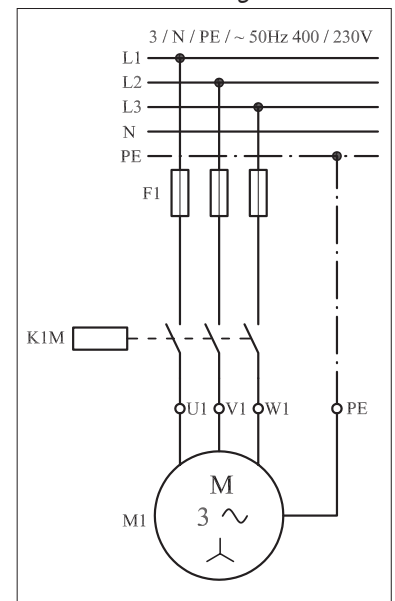 3 / N / PE / ~ 50Hz 400 / 230V
L1
L2
L3
N
PE
F1
K1M
U1 V1 W1 PE
M
M1 3